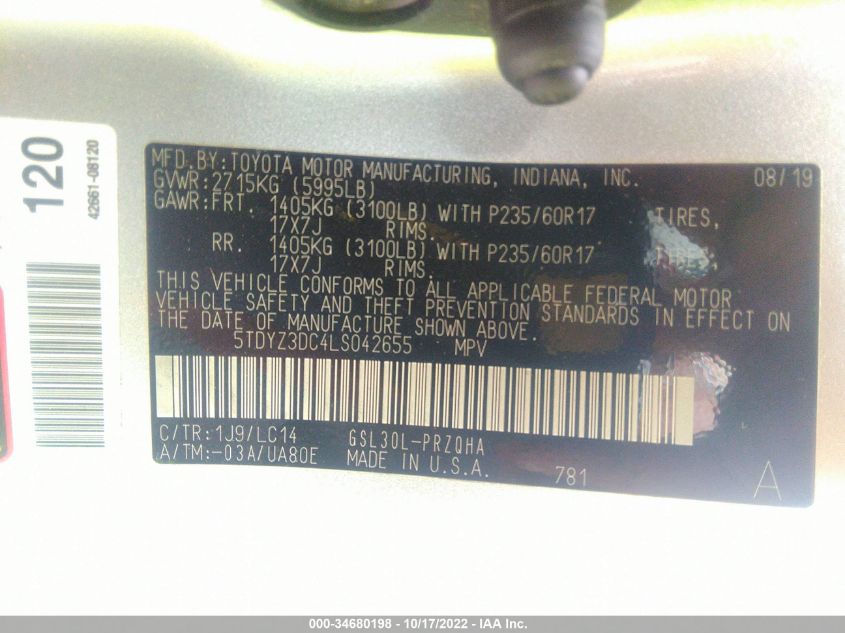 120
42661-08120
MFD.BY:TOYOTA MOTOR MANUFACTURING, INDIANA, INC. 08/19
GVWR:2715KG (5995LB)
GAWR:FRT. 1405KG (3100LB) WITH P235/60R17 TIRES,
17X7J RIMS.
RR. 1405KG (3100LB) WITH P235/60R17 TIRES,
17X7J RIMS.
THIS VEHICLE CONFORMS TO ALL APPLICABLE FEDERAL MOTOR
VEHICLE SAFETY AND THEFT PREVENTION STANDARDS IN EFFECT ON
THE DATE OF MANUFACTURE SHOWN ABOVE.
5TDYZ3DC4LS042655 MPV
C/TR:1J9/LC14 GSL30L-PRZQHA
A/TM:-03A/UA80E MADE IN U.S.A. 781 A
000-34680198 - 10/17/2022 - IAA Inc.